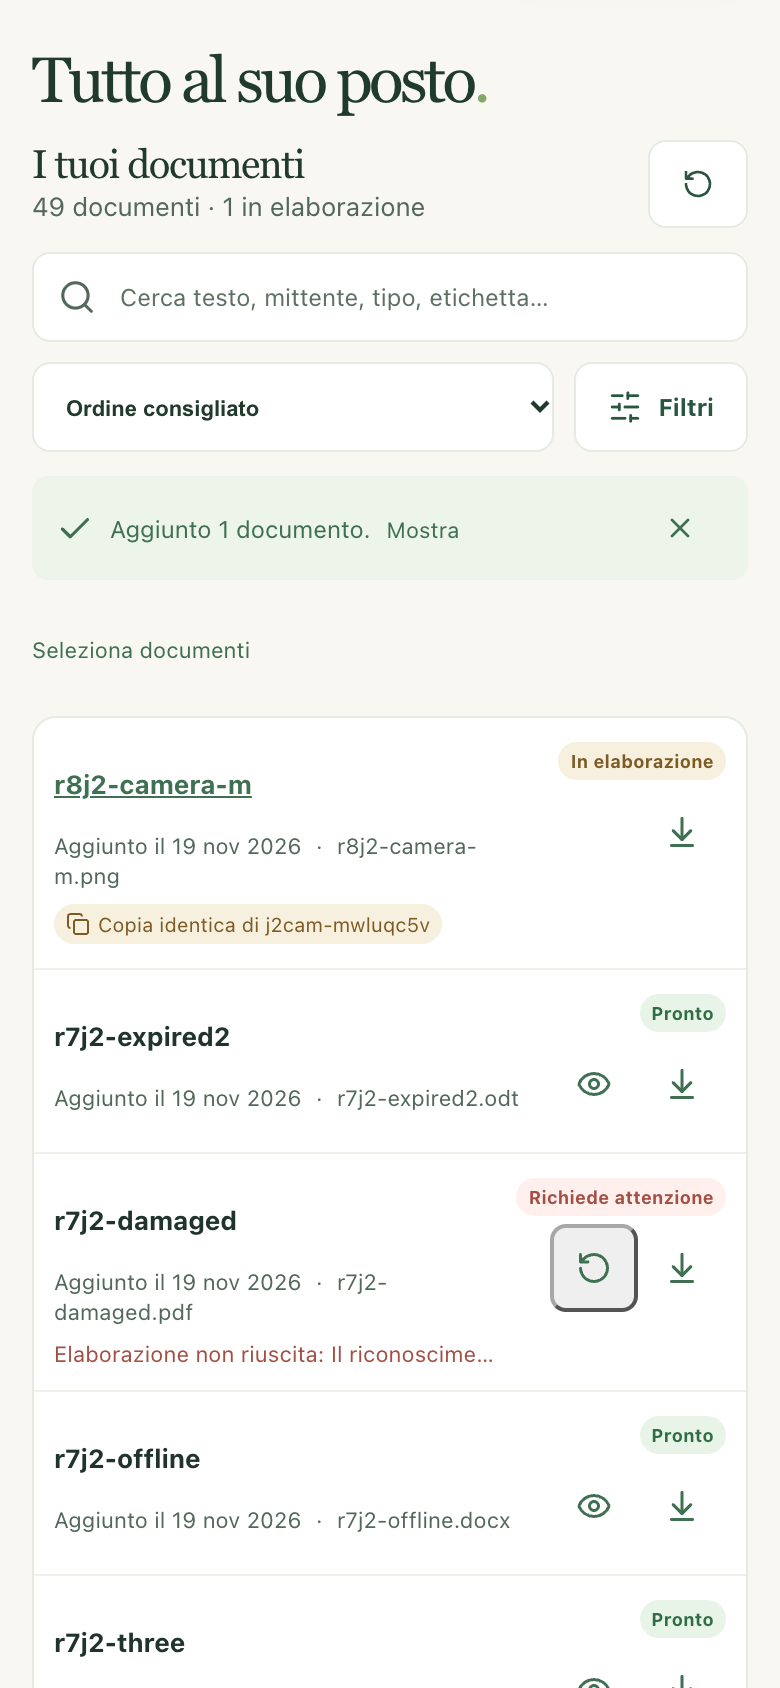 Tutto al suo posto.
I tuoi documenti
49 documenti · 1 in elaborazione
Cerca testo, mittente, tipo, etichetta...
Ordine consigliato
Filtri
Aggiunto 1 documento. Mostra
Seleziona documenti
In elaborazione
r8j2-camera-m
Aggiunto il 19 nov 2026 · r8j2-camera-
m.png
Copia identica di j2cam-mwluqc5v
Pronto
r7j2-expired2
Aggiunto il 19 nov 2026 · r7j2-expired2.odt
Richiede attenzione
r7j2-damaged
Aggiunto il 19 nov 2026 · r7j2-
damaged.pdf
Elaborazione non riuscita: Il riconoscime...
Pronto
r7j2-offline
Aggiunto il 19 nov 2026 · r7j2-offline.docx
Pronto
r7j2-three